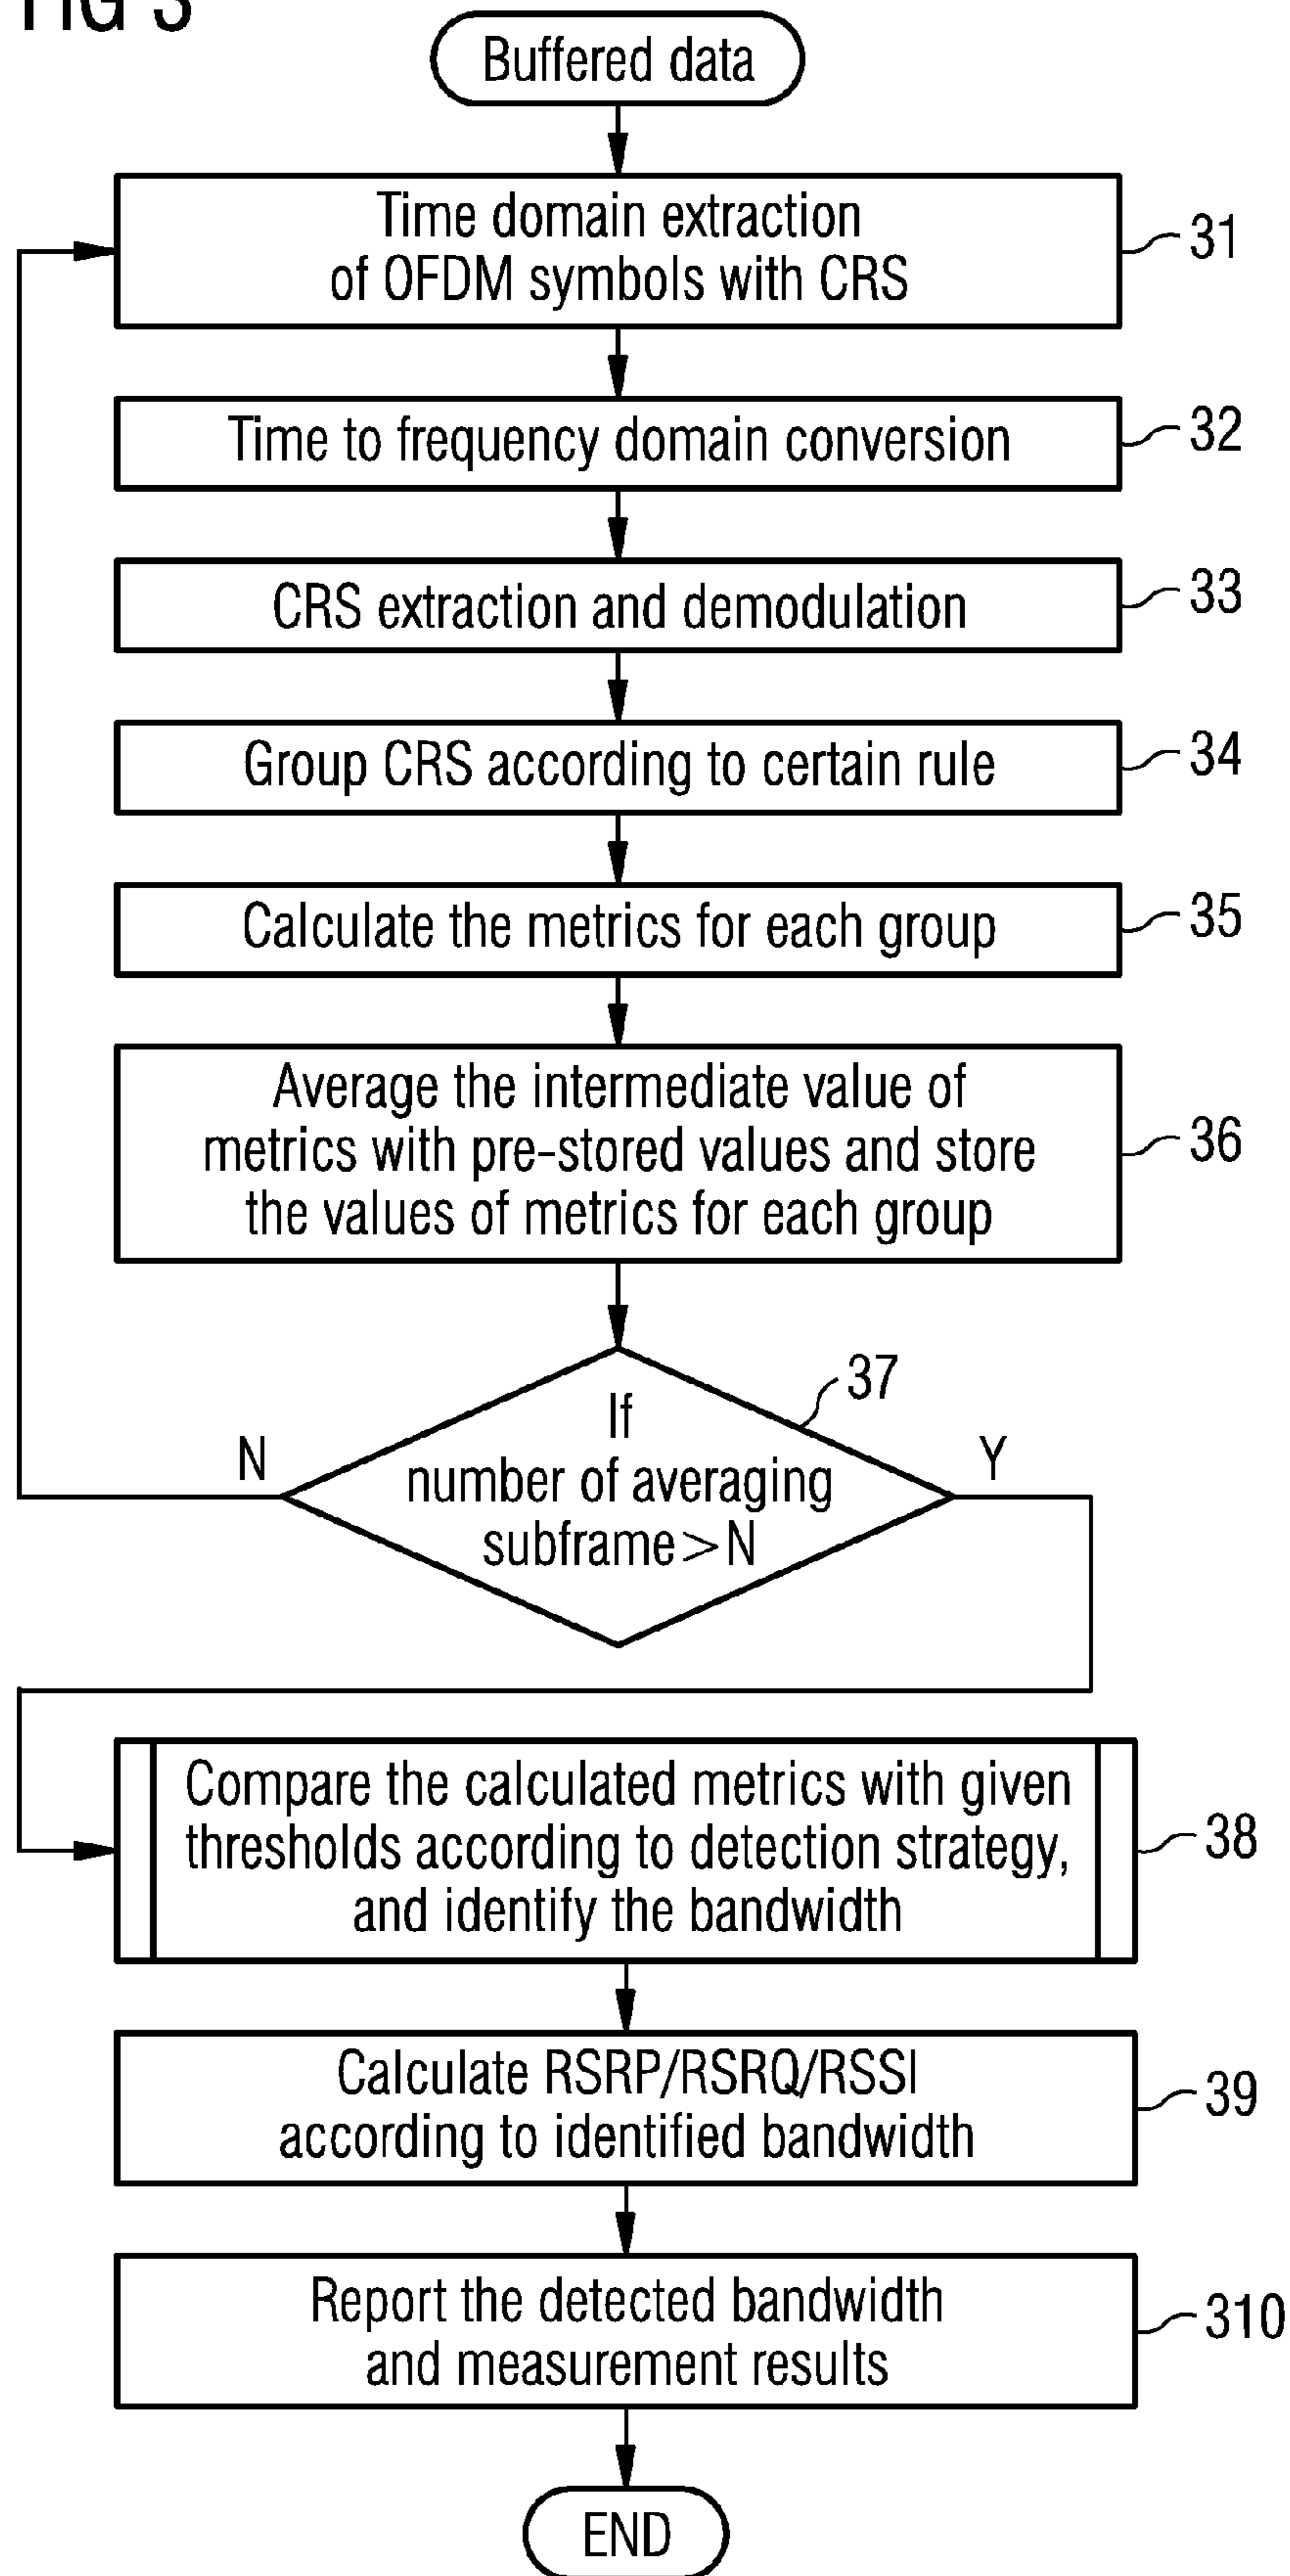 FIG 3
Buffered data
Time domain extraction
of OFDM symbols with CRS
31
Time to frequency domain conversion
32
CRS extraction and demodulation
33
Group CRS according to certain rule
34
Calculate the metrics for each group
35
Average the intermediate value of
metrics with pre-stored values and store
the values of metrics for each group
36
37
If
number of averaging
subframe>N
N
Y
Compare the calculated metrics with given
thresholds according to detection strategy,
and identify the bandwidth
38
Calculate RSRP/RSRQ/RSSI
according to identified bandwidth
39
Report the detected bandwidth
and measurement results
310
END